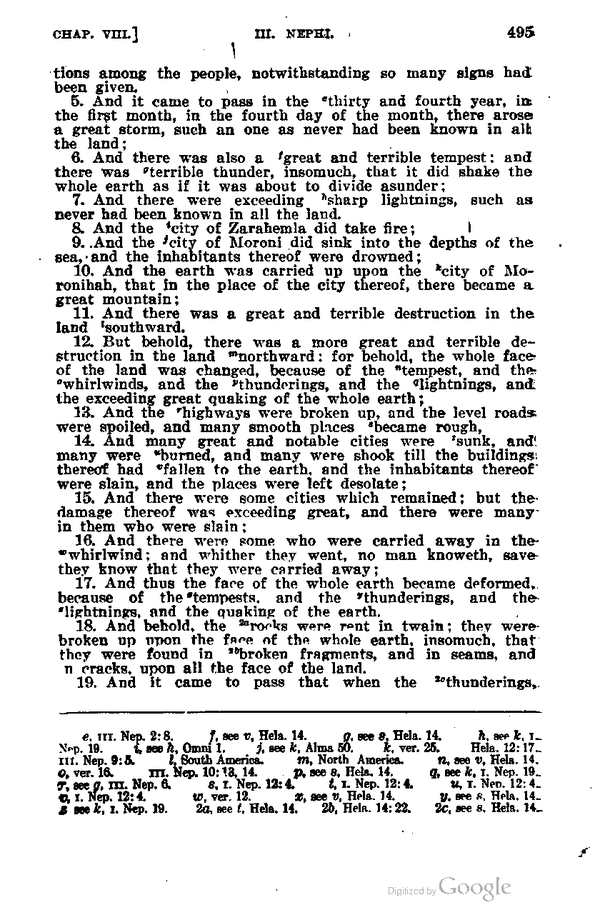 CHAP. VIII.] III. NEPHI. 495
tions among the people, notwithstanding so many signs had
been given.
5. And it came to pass in the ᵉthirty and fourth year, in
the first month, in the fourth day of the month, there arose
a great storm, such an one as never had been known in all
the land;
6. And there was also a ᶠgreat and terrible tempest: and
there was ᵍterrible thunder, insomuch, that it did shake the
whole earth as if it was about to divide asunder;
7. And there were exceeding ʰsharp lightnings, such as
never had been known in all the land.
8. And the ⁱcity of Zarahemla did take fire;
9. And the ʲcity of Moroni did sink into the depths of the
sea, and the inhabitants thereof were drowned;
10. And the earth was carried up upon the ᵏcity of Mo-
ronihah, that in the place of the city thereof, there became a
great mountain;
11. And there was a great and terrible destruction in the
land ˡsouthward.
12. But behold, there was a more great and terrible de-
struction in the land ᵐnorthward: for behold, the whole face
of the land was changed, because of the ⁿtempest, and the
ᵒwhirlwinds, and the ᵖthunderings, and the ᑫlightnings, and
the exceeding great quaking of the whole earth;
13. And the ʳhighways were broken up, and the level roads
were spoiled, and many smooth places ˢbecame rough,
14. And many great and notable cities were ᵗsunk, and
many were ᵘburned, and many were shook till the buildings
thereof had ᵛfallen to the earth, and the inhabitants thereof
were slain, and the places were left desolate;
15. And there were some cities which remained; but the
damage thereof was exceeding great, and there were many
in them who were slain;
16. And there were some who were carried away in the
ʷwhirlwind; and whither they went, no man knoweth, save
they know that they were carried away;
17. And thus the face of the whole earth became deformed,
because of the ˣtempests, and the ʸthunderings, and the
ᶻlightnings, and the quaking of the earth.
18. And behold, the ²ᵃrocks were rent in twain; they were
broken up upon the face of the whole earth, insomuch, that
they were found in ²ᵇbroken fragments, and in seams, and
n cracks, upon all the face of the land.
19. And it came to pass that when the ²ᶜthunderings,
e, III. Nep. 2:8. f, see v, Hela. 14. g, see s, Hela. 14. h, see k, I.
Nep. 19. i, see h, Omni 1. j, see k, Alma 50. k, ver. 25. Hela. 12:17.
III. Nep. 9:5. l, South America. m, North America. n, see v, Hela. 14.
o, ver. 16. III. Nep. 10:13, 14. p, see s, Hela. 14. q, see k, I. Nep. 19.
r, see g, III. Nep. 6. s, I. Nep. 12:4. t, I. Nep. 12:4. u, I. Nep. 12:4.
v, I. Nep. 12:4. w, ver. 12. x, see v, Hela. 14. y, see s, Hela. 14.
z see k, I. Nep. 19. 2a, see t, Hela. 14. 2b, Hela. 14:22. 2c, see s. Hela. 14.
Digitized by Google